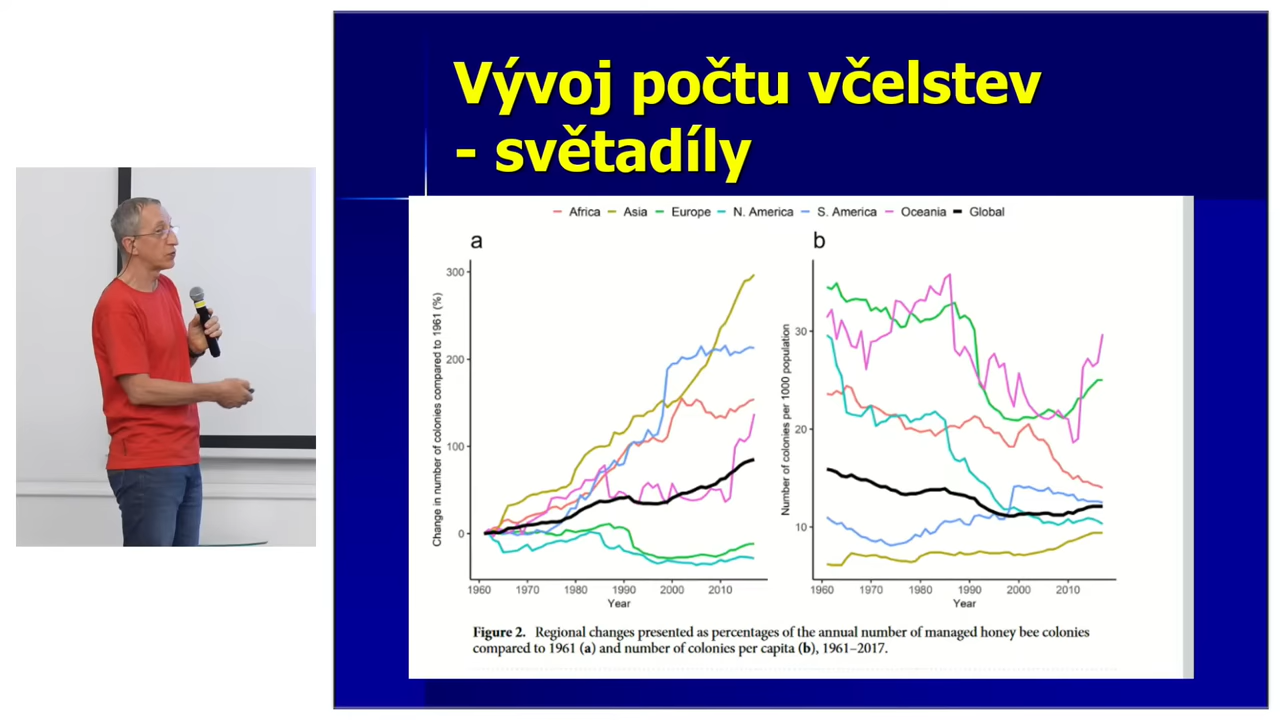 Vývoj počtu včelstev
- světadíly
Africa Asia Europe N. America S. America Oceania Global
a
Change in number of colonies compared to 1961 (%)
300
200
100
0
1960 1970 1980 1990 2000 2010
Year
b
Number of colonies per 1000 population
30
20
10
1960 1970 1980 1990 2000 2010
Year
Figure 2. Regional changes presented as percentages of the annual number of managed honey bee colonies
compared to 1961 (a) and number of colonies per capita (b), 1961–2017.